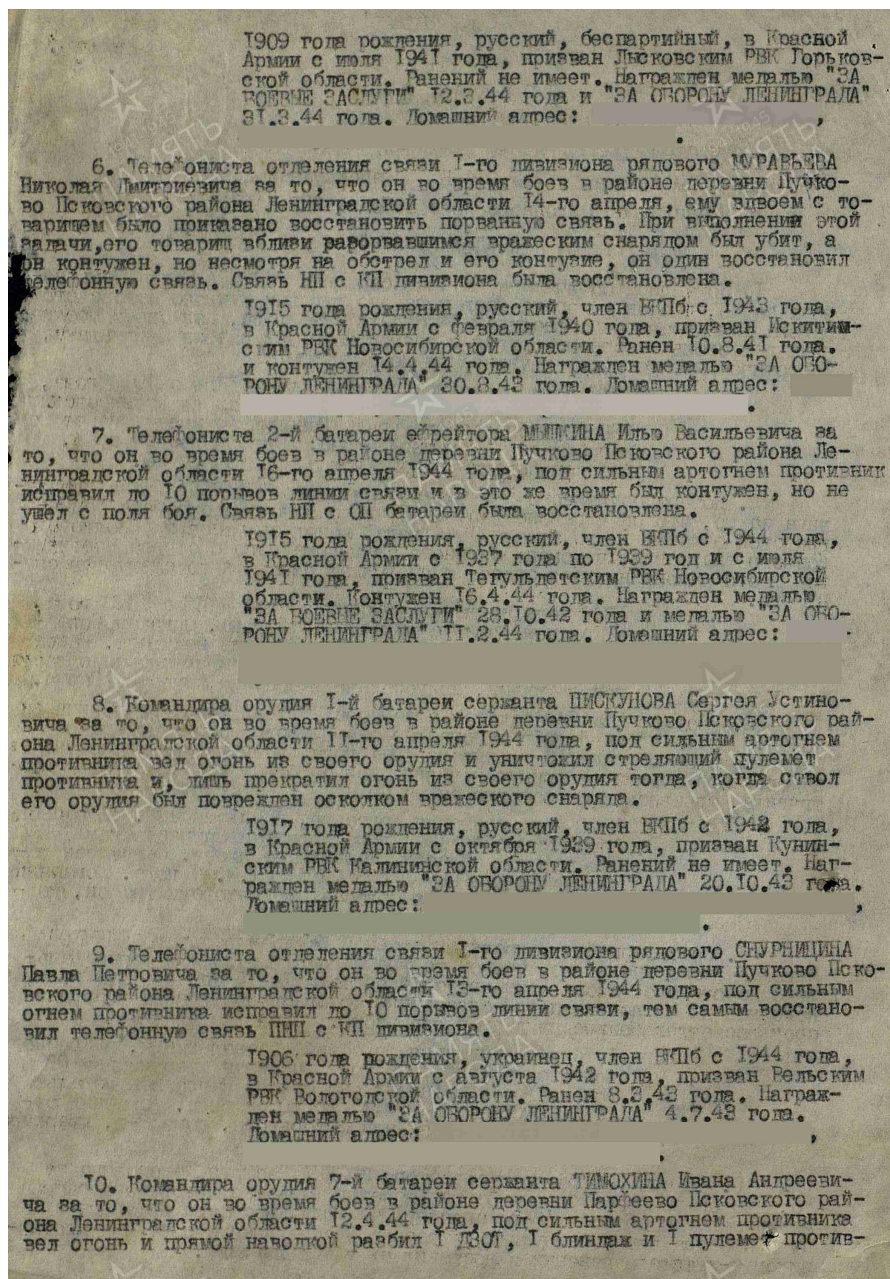 1909 года рождения, русский, беспартийный, в Красной
Армии с июля 1941 года, призван Лысковским РВК Горьков-
ской области. Ранений не имеет. Награжден медалью "ЗА
БОЕВЫЕ ЗАСЛУГИ" 12.3.44 года и "ЗА ОБОРОНУ ЛЕНИНГРАДА"
31.3.44 года. Домашний адрес: ,
.
6. Телефониста отделения связи I-го дивизиона рядового МУРАВЬЕВА
Николая Дмитриевича за то, что он во время боев в районе деревни Пучко-
во Псковского района Ленинградской области 14-го апреля, ему вдвоем с то-
варищем было приказано восстановить порванную связь. При выполнении этой
задачи, его товарищ вблизи разорвавшимся вражеским снарядом был убит, а
он контужен, но несмотря на обстрел и его контузию, он один восстановил
телефонную связь. Связь НП с КП дивизиона была восстановлена.
1915 года рождения, русский, член ВКПб с 1943 года,
в Красной Армии с февраля 1940 года, призван Искитим-
ским РВК Новосибирской области. Ранен 10.8.41 года.
и контужен 14.4.44 года. Награжден медалью "ЗА ОБО-
РОНУ ЛЕНИНГРАДА" 30.8.43 года. Домашний адрес:
.
7. Телефониста 2-й батареи ефрейтора МЫШКИНА Илью Васильевича за
то, что он во время боев в районе деревни Пучково Псковского района Ле-
нинградской области 16-го апреля 1944 года, под сильным артогнем противник
исправил до 10 порывов линии связи и в это же время был контужен, но не
ушел с поля боя. Связь НП с ОП батареи была восстановлена.
1915 года рождения, русский, член ВКПб с 1944 года,
в Красной Армии с 1937 года по 1939 год и с июля
1941 года, призван Тегульдетским РВК Новосибирской
области. Контужен 16.4.44 года. Награжден медалью
"ЗА БОЕВЫЕ ЗАСЛУГИ" 28.10.42 года и медалью "ЗА ОБО-
РОНУ ЛЕНИНГРАДА" 11.2.44 года. Домашний адрес:
8. Командира орудия I-й батареи сержанта ПИСКУНОВА Сергея Устино-
вича за то, что он во время боев в районе деревни Пучково Псковского рай-
она Ленинградской области 11-го апреля 1944 года, под сильным артогнем
противника вел огонь из своего орудия и уничтожил стреляющий пулемет
противника и, лишь прекратил огонь из своего орудия тогда, когда ствол
его орудия был поврежден осколком вражеского снаряда.
1917 года рождения, русский, член ВКПб с 1942 года,
в Красной Армии с октября 1939 года, призван Кунин-
ским РВК Калининской области. Ранений не имеет. Наг-
ражден медалью "ЗА ОБОРОНУ ЛЕНИНГРАДА" 20.10.43 года.
Домашний адрес: ,
.
9. Телефониста отделения связи I-го дивизиона рядового СНУРНИЦИНА
Павла Петровича за то, что он во время боев в районе деревни Пучково Пско-
вского района Ленинградской области 13-го апреля 1944 года, под сильным
огнем противника исправил до 10 порывов линии связи, тем самым восстано-
вил телефонную связь ПНП с КП дивизиона.
1906 года рождения, украинец, член ВКПб с 1944 года,
в Красной Армии с августа 1942 года, призван Вельским
РВК Вологодской области. Ранен 8.3.43 года. Награж-
ден медалью "ЗА ОБОРОНУ ЛЕНИНГРАДА" 4.7.43 года.
Домашний адрес: ,
.
10. Командира орудия 7-й батареи сержанта ТИМОХИНА Ивана Андрееви-
ча за то, что он во время боев в районе деревни Парфеево Псковского рай-
она Ленинградской области 12.4.44 года, под сильным артогнем противника
вел огонь и прямой наводкой разбил I ДЗОТ, I блиндаж и I пулемет против-